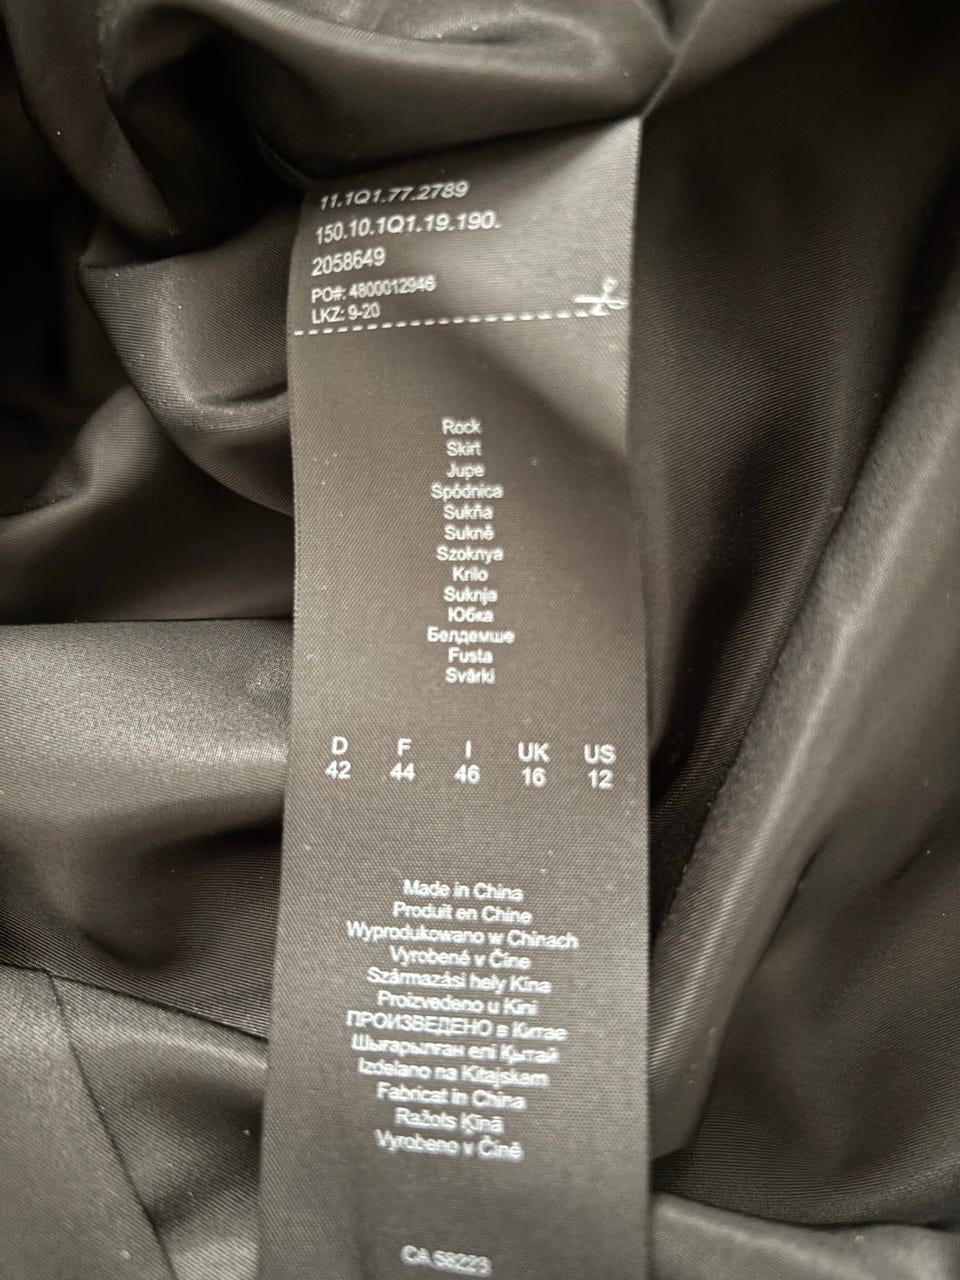 11.1Q1.77.2789
150.10.1Q1.19.190.
2058649
PO#: 4800012946
LKZ: 9-20
Rock
Skirt
Jupe
Spódnica
Sukňa
Sukně
Szoknya
Krilo
Suknja
Юбка
Белдемше
Fusta
Svārki
D F I UK US
42 44 46 16 12
Made in China
Produit en Chine
Wyprodukowano w Chinach
Vyrobené v Číne
Származási hely Kína
Proizvedeno u Kini
ПРОИЗВЕДЕНО в Китае
Шығарылған елі Қытай
Izdelano na Kitajskem
Fabricat in China
Ražots Ķīnā
Vyrobeno v Číně
CA 58223